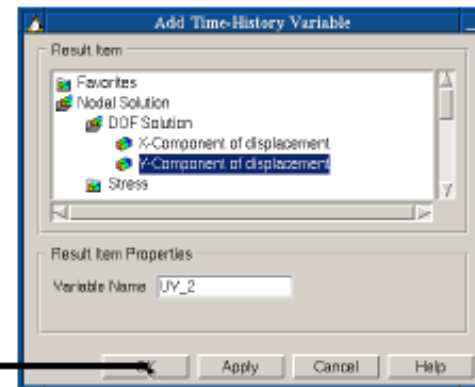 Add Time-History Variable
Result Item
Favorites
Nodal Solution
DOF Solution
X-Component of displacement
Y-Component of displacement
Stress
Result Item Properties
Variable Name UY_2
OK Apply Cancel Help